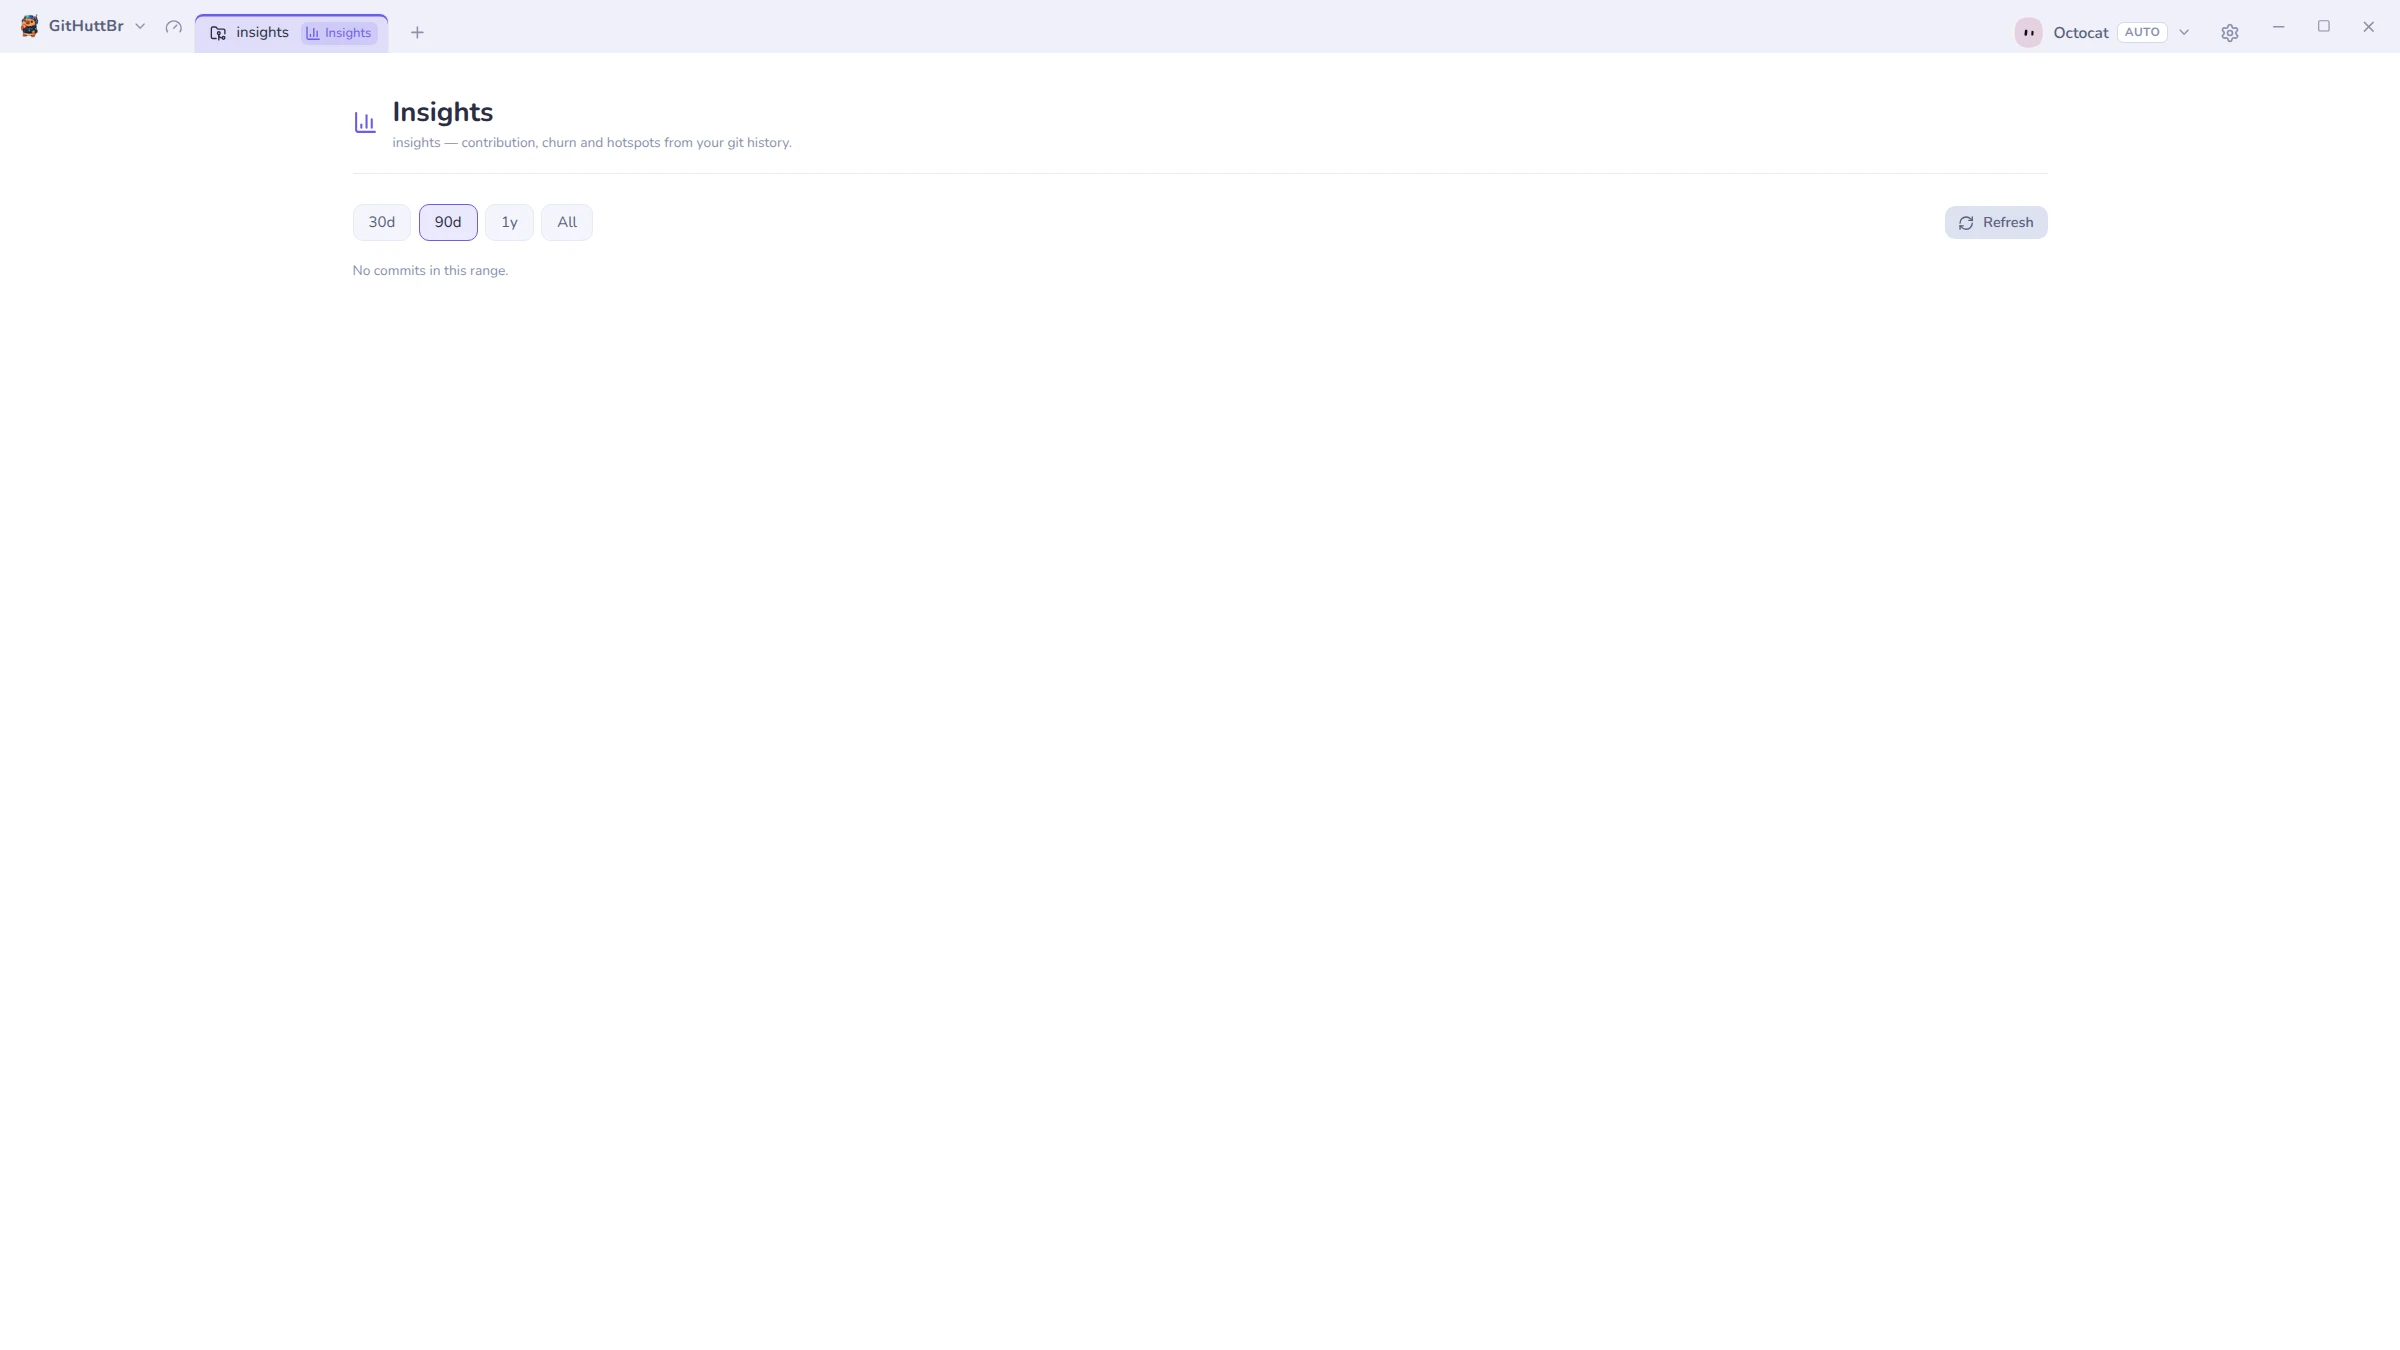 GitHuttBr
insights Insights
Octocat AUTO
Insights
insights — contribution, churn and hotspots from your git history.
30d 90d 1y All
Refresh
No commits in this range.